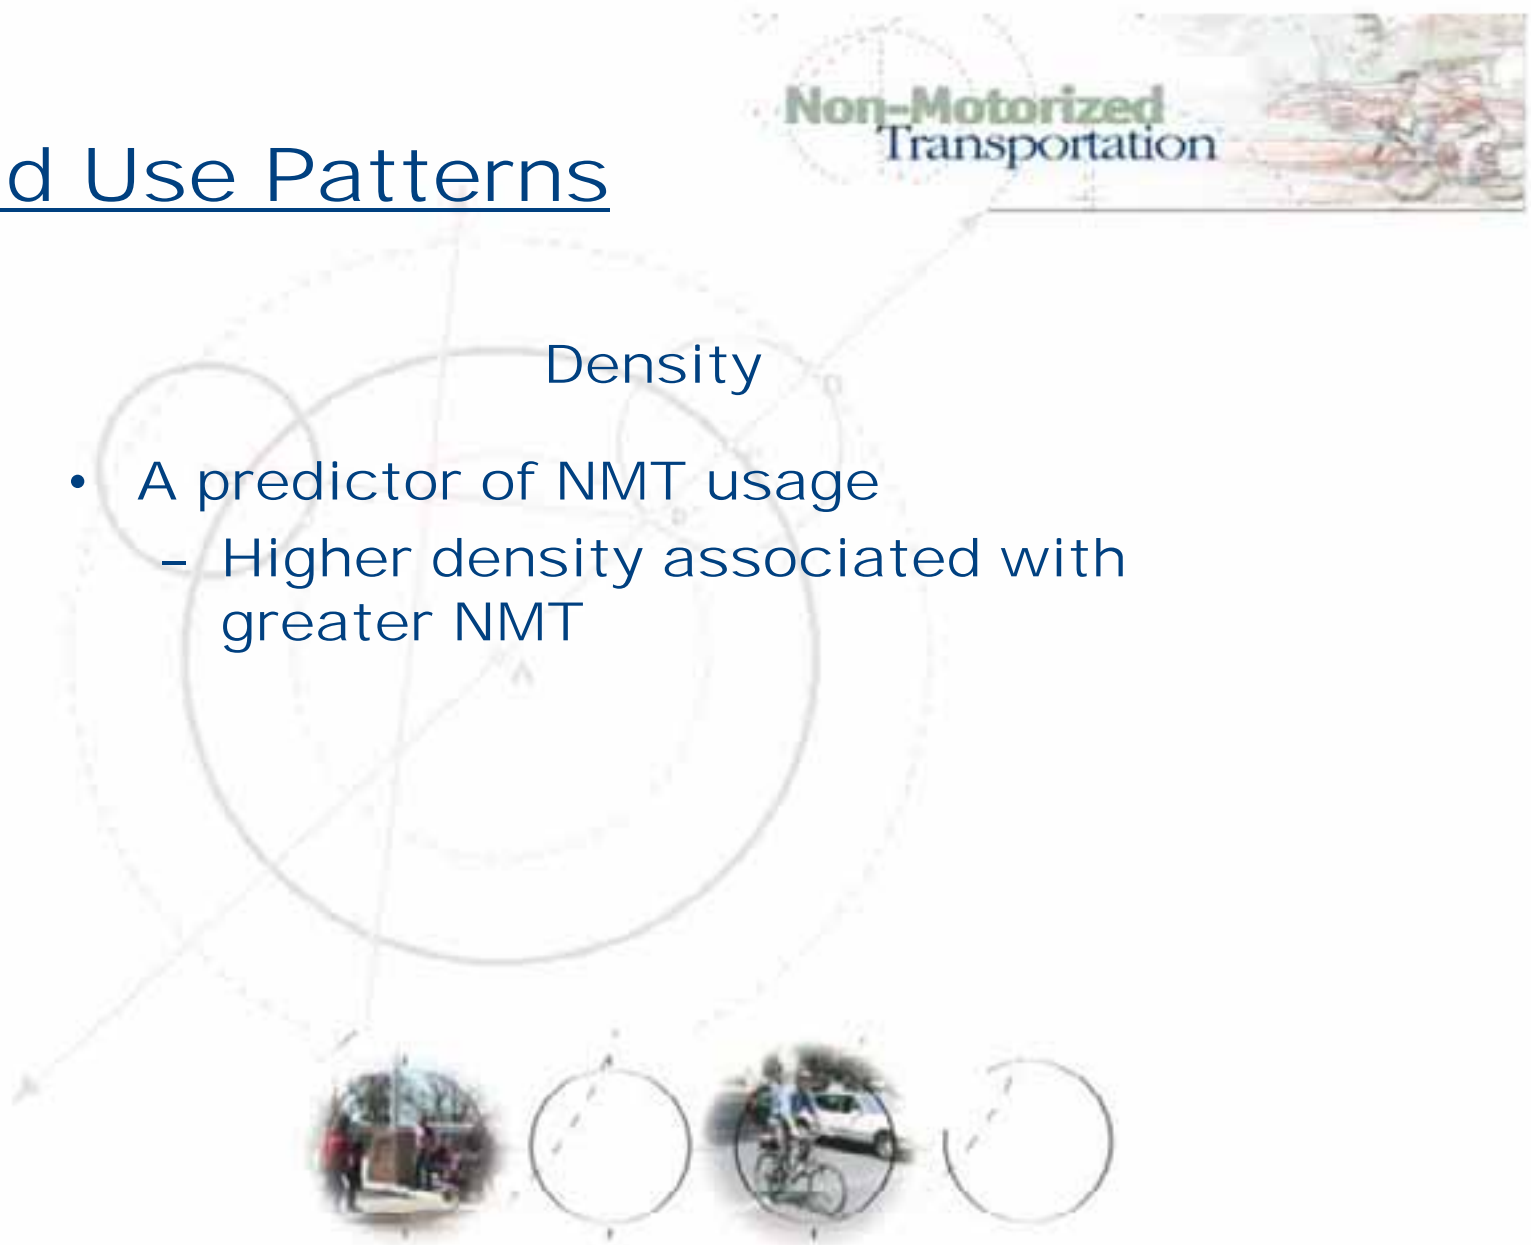 Non-Motorized
Transportation
d Use Patterns
Density
• A predictor of NMT usage
– Higher density associated with
greater NMT
A
D